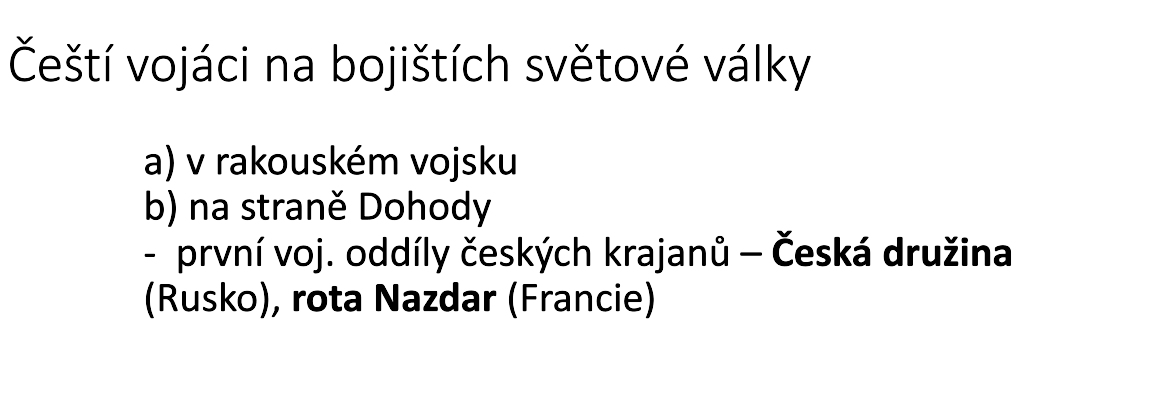 Čeští vojáci na bojištích světové války
a) v rakouském vojsku
b) na straně Dohody
- první voj. oddíly českých krajanů – Česká družina
(Rusko), rota Nazdar (Francie)